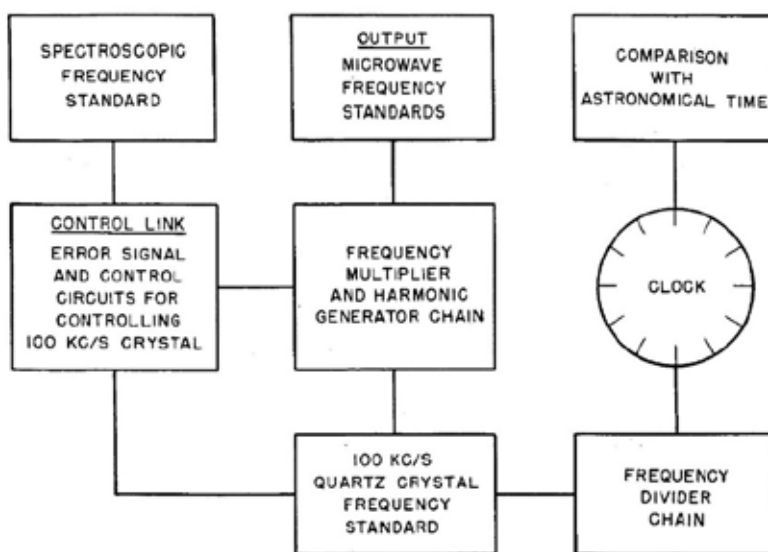 SPECTROSCOPIC
FREQUENCY
STANDARD
OUTPUT
MICROWAVE
FREQUENCY
STANDARDS
COMPARISON
WITH
ASTRONOMICAL TIME
CONTROL LINK
ERROR SIGNAL
AND CONTROL
CIRCUITS FOR
CONTROLLING
100 KC/S CRYSTAL
FREQUENCY
MULTIPLIER
AND HARMONIC
GENERATOR CHAIN
CLOCK
100 KC/S
QUARTZ CRYSTAL
FREQUENCY
STANDARD
FREQUENCY
DIVIDER
CHAIN